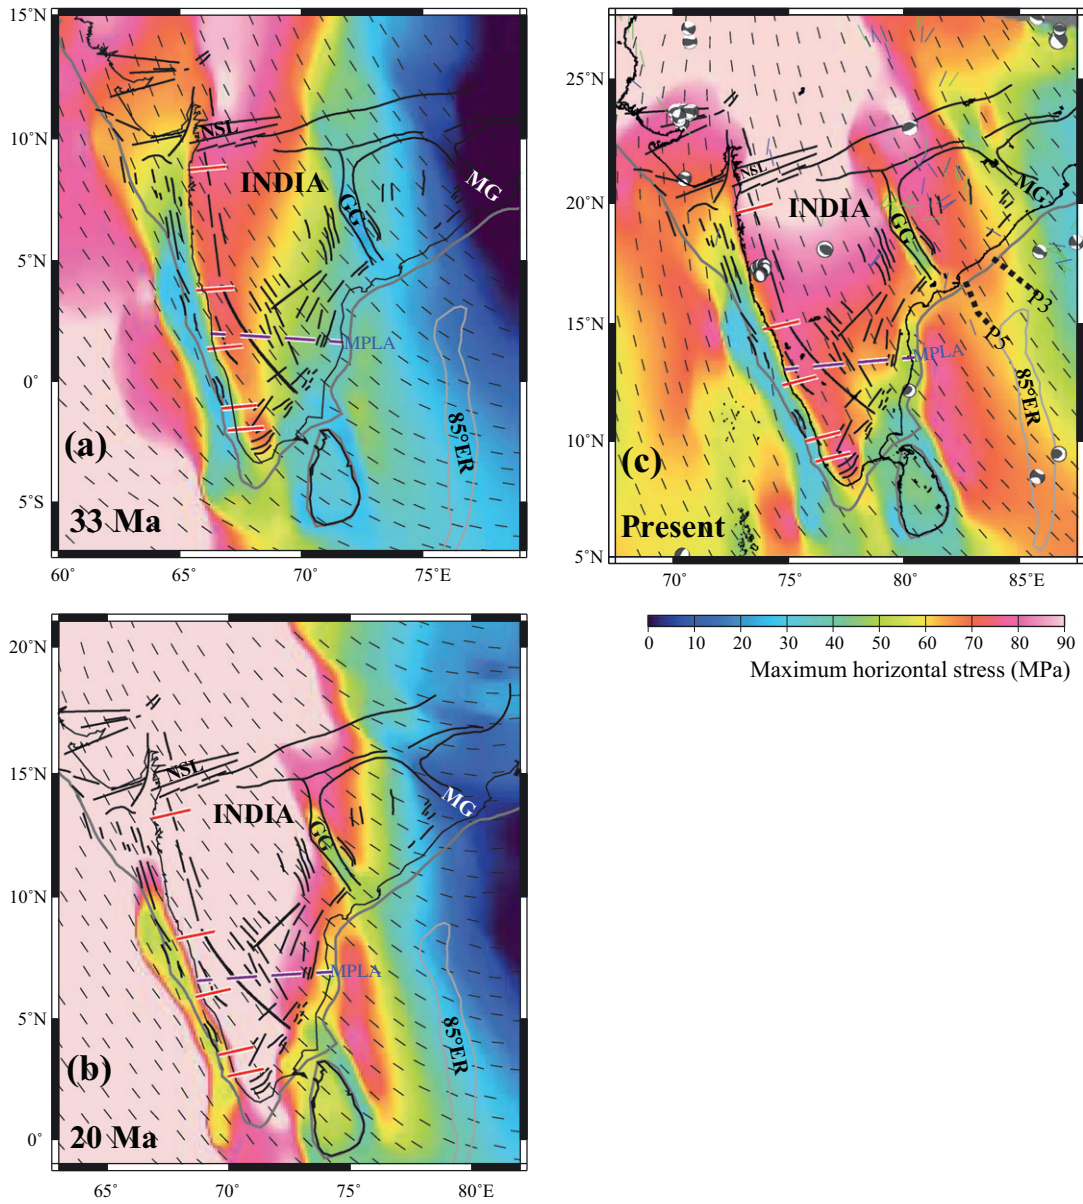 15°N
10°N
5°N
0°
5°S
60°
65°
70°
75°E
NSL
INDIA
GG
MG
MPLA
85°ER
(a)
33 Ma
25°N
20°N
15°N
10°N
5°N
70°
75°
80°
85°E
NSL
INDIA
GG
MG
P3
P5
MPLA
85°ER
(c)
Present
0 10 20 30 40 50 60 70 80 90
Maximum horizontal stress (MPa)
20°N
15°N
10°N
5°N
0°
65°
70°
75°
80°E
NSL
INDIA
GG
MG
MPLA
85°ER
(b)
20 Ma